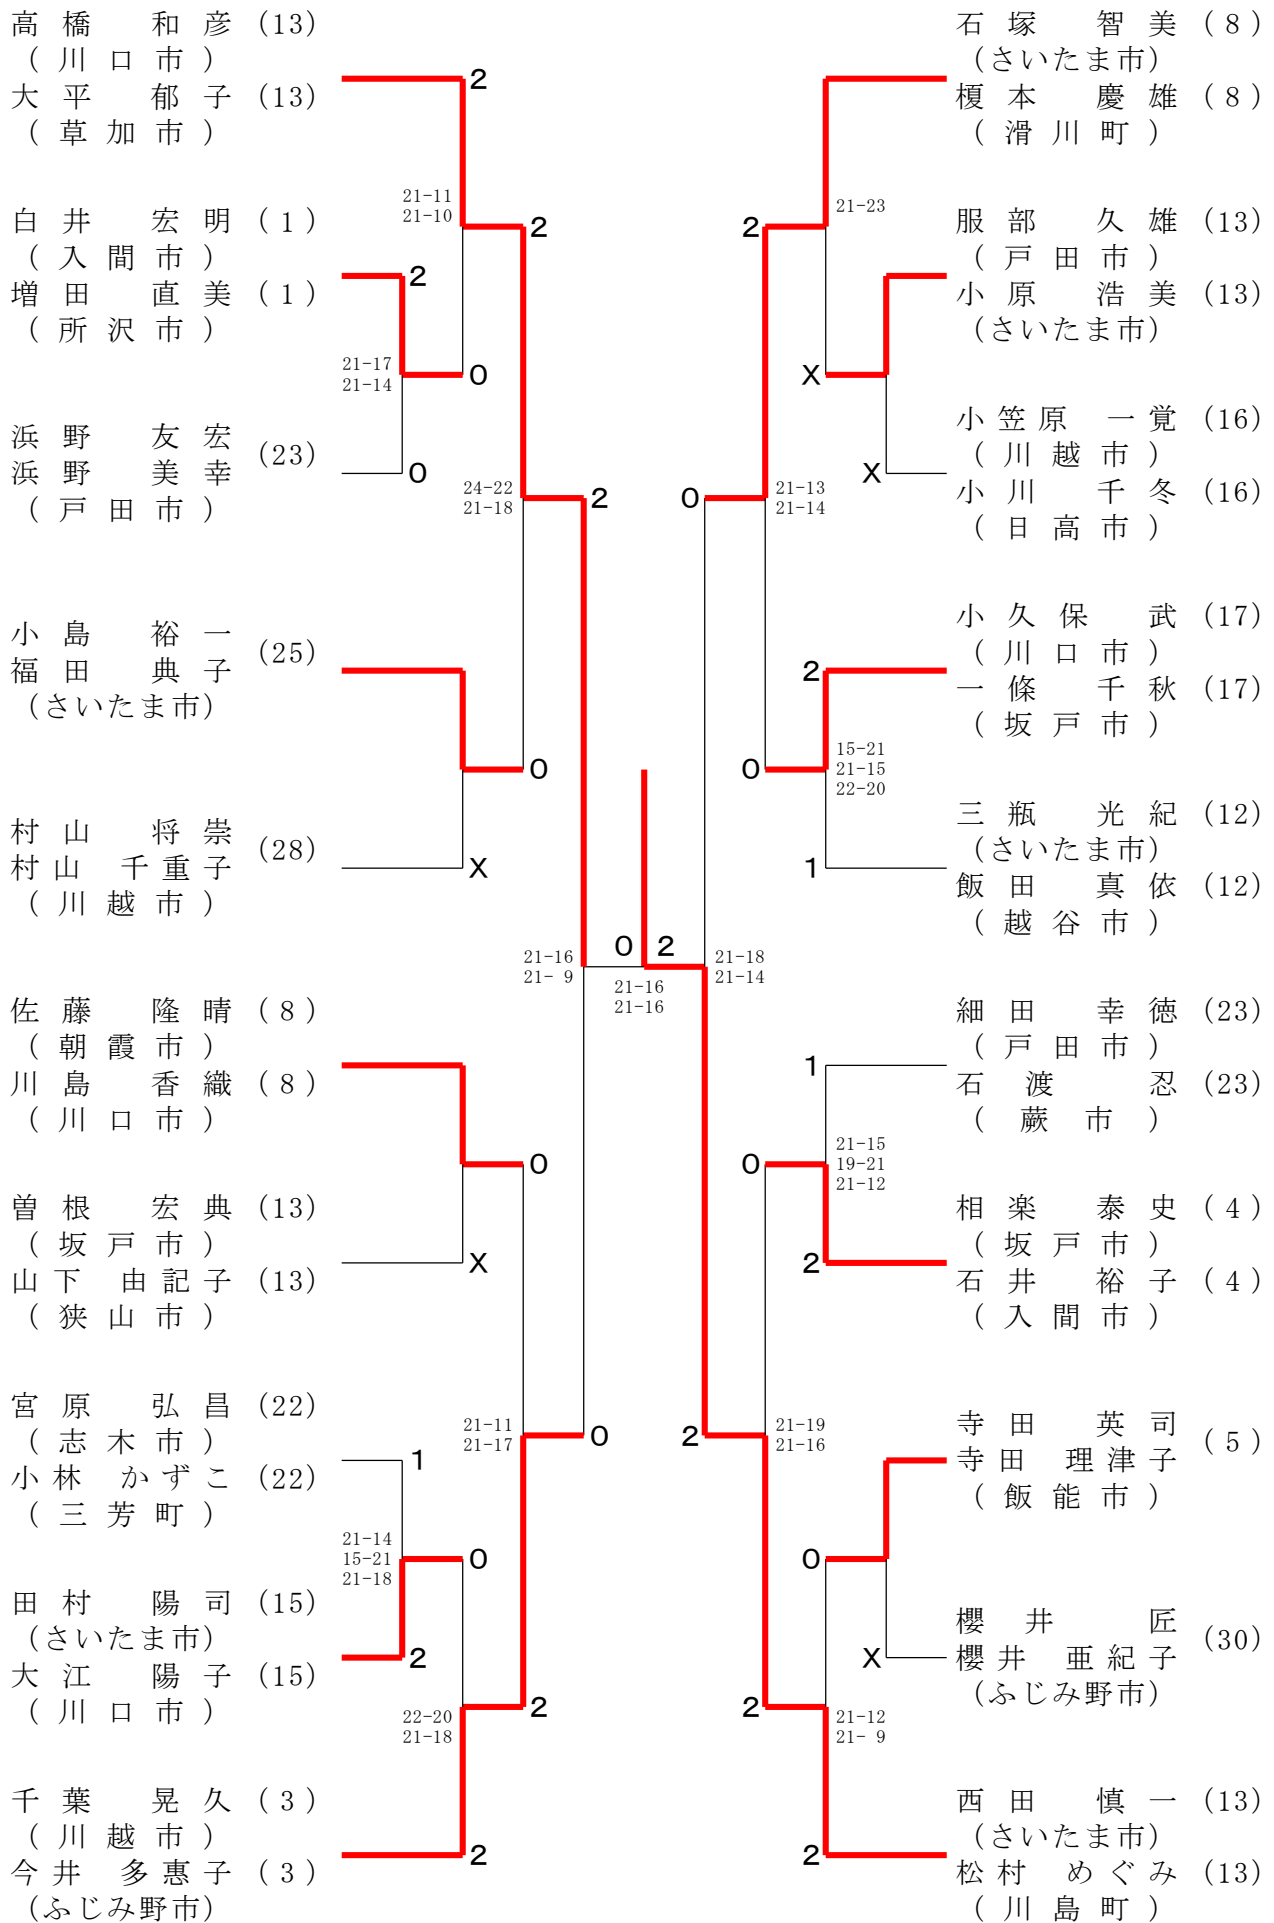 高橋 和彦 (13)
(川口市)
大平 郁子 (13)
(草加市)
2
21-11
21-10
2
白井 宏明 (1)
(入間市)
増田 直美 (1)
(所沢市)
2
21-17
21-14
0
浜野 友宏
浜野 美幸 (23)
(戸田市)
0
24-22
21-18
2
小島 裕一
福田 典子 (25)
(さいたま市)
0
村山 将崇
村山 千重子 (28)
(川越市)
X
21-16
21- 9
0 2
21-16
21-16
佐藤 隆晴 (8)
(朝霞市)
川島 香織 (8)
(川口市)
0
曽根 宏典 (13)
(坂戸市)
山下 由記子 (13)
(狭山市)
X
宮原 弘昌 (22)
(志木市)
小林 かずこ (22)
(三芳町)
1
21-11
21-17
0
21-14
15-21
21-18
0
田村 陽司 (15)
(さいたま市)
大江 陽子 (15)
(川口市)
2
22-20
21-18
2
千葉 晃久 (3)
(川越市)
今井 多惠子 (3)
(ふじみ野市)
2
石塚 智美 (8)
(さいたま市)
榎本 慶雄 (8)
(滑川町)
2
21-23
服部 久雄 (13)
(戸田市)
小原 浩美 (13)
(さいたま市)
X
小笠原 一覚 (16)
(川越市)
小川 千冬 (16)
(日高市)
X
0
21-13
21-14
小久保 武 (17)
(川口市)
一條 千秋 (17)
(坂戸市)
2
0
15-21
21-15
22-20
三瓶 光紀 (12)
(さいたま市)
飯田 真依 (12)
(越谷市)
1
21-18
21-14
細田 幸徳 (23)
(戸田市)
石渡 忍 (23)
(蕨市)
1
0
21-15
19-21
21-12
相楽 泰史 (4)
(坂戸市)
石井 裕子 (4)
(入間市)
2
2
21-19
21-16
寺田 英司
寺田 理津子 (5)
(飯能市)
0
櫻井 匠
櫻井 亜紀子 (30)
(ふじみ野市)
X
2
21-12
21- 9
西田 慎一 (13)
(さいたま市)
松村 めぐみ (13)
(川島町)
2